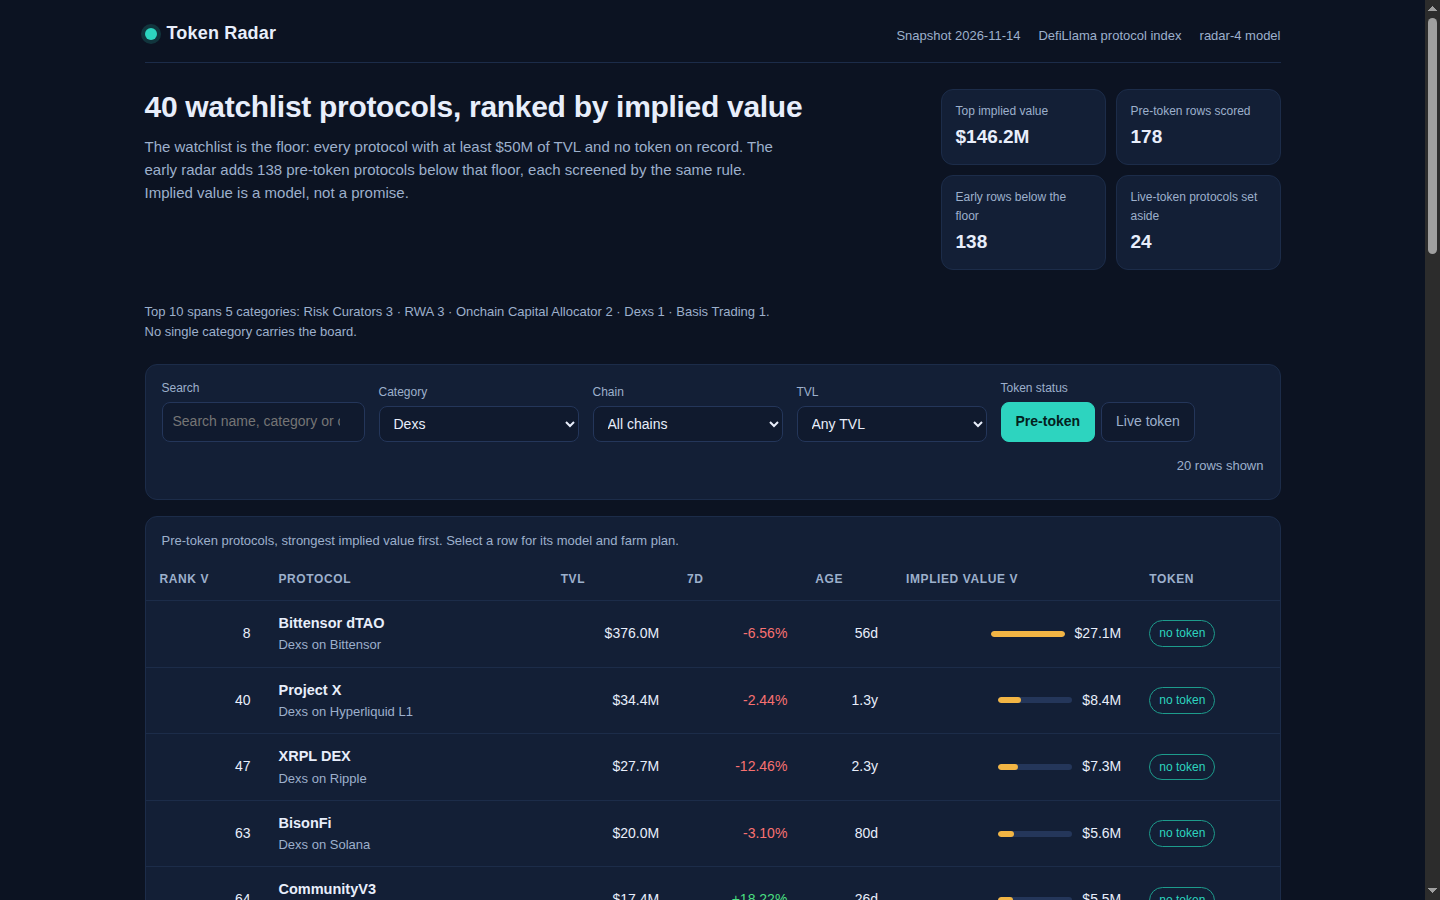 Token Radar
Snapshot 2026-11-14 DefiLlama protocol index radar-4 model
40 watchlist protocols, ranked by implied value
The watchlist is the floor: every protocol with at least $50M of TVL and no token on record. The
early radar adds 138 pre-token protocols below that floor, each screened by the same rule.
Implied value is a model, not a promise.
Top implied value
$146.2M
Pre-token rows scored
178
Early rows below the
floor
138
Live-token protocols set
aside
24
Top 10 spans 5 categories: Risk Curators 3 · RWA 3 · Onchain Capital Allocator 2 · Dexs 1 · Basis Trading 1.
No single category carries the board.
Search
Search name, category or
Category
Dexs
Chain
All chains
TVL
Any TVL
Token status
Pre-token Live token
20 rows shown
Pre-token protocols, strongest implied value first. Select a row for its model and farm plan.
RANK V PROTOCOL TVL 7D AGE IMPLIED VALUE V TOKEN
8 Bittensor dTAO $376.0M -6.56% 56d $27.1M no token
Dexs on Bittensor
40 Project X $34.4M -2.44% 1.3y $8.4M no token
Dexs on Hyperliquid L1
47 XRPL DEX $27.7M -12.46% 2.3y $7.3M no token
Dexs on Ripple
63 BisonFi $20.0M -3.10% 80d $5.6M no token
Dexs on Solana
64 CommunityV3 $17.4M +18.22% 26d $5.5M no token